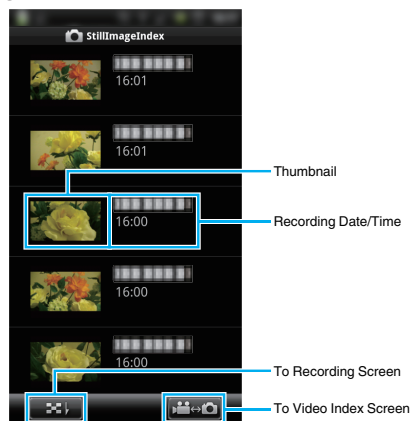 StillImageIndex
16:01
16:01
Thumbnail
16:00
Recording Date/Time
16:00
16:00
To Recording Screen
To Video Index Screen